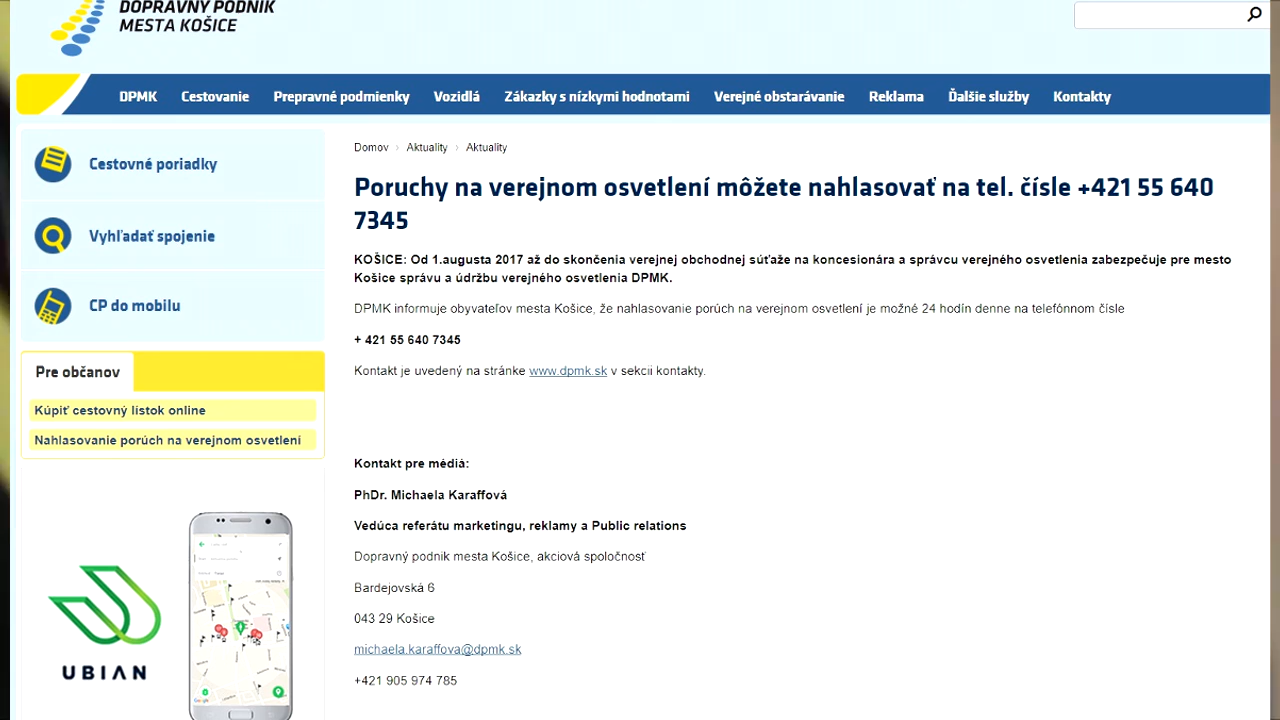 DOPRAVNÝ PODNIK
MESTA KOŠICE
DPMK Cestovanie Prepravné podmienky Vozidlá Zákazky s nízkymi hodnotami Verejné obstarávanie Reklama Ďalšie služby Kontakty
Cestovné poriadky
Vyhľadať spojenie
CP do mobilu
Pre občanov
Kúpiť cestovný lístok online
Nahlasovanie porúch na verejnom osvetlení
UBIAN
Domov › Aktuality › Aktuality
Poruchy na verejnom osvetlení môžete nahlasovať na tel. čísle +421 55 640
7345
KOŠICE: Od 1.augusta 2017 až do skončenia verejnej obchodnej súťaže na koncesionára a správcu verejného osvetlenia zabezpečuje pre mesto
Košice správu a údržbu verejného osvetlenia DPMK.
DPMK informuje obyvateľov mesta Košice, že nahlasovanie porúch na verejnom osvetlení je možné 24 hodín denne na telefónnom čísle
+ 421 55 640 7345
Kontakt je uvedený na stránke www.dpmk.sk v sekcii kontakty.
Kontakt pre médiá:
PhDr. Michaela Karaffová
Vedúca referátu marketingu, reklamy a Public relations
Dopravný podnik mesta Košice, akciová spoločnosť
Bardejovská 6
043 29 Košice
michaela.karaffova@dpmk.sk
+421 905 974 785